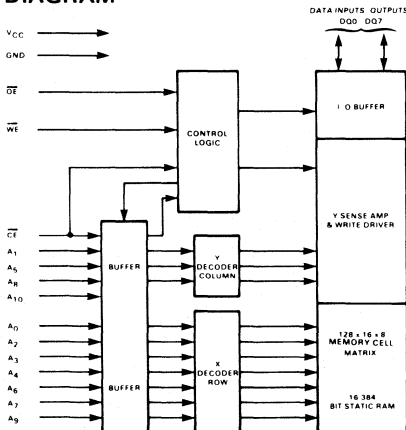 DIAGRAM
DATA INPUTS OUTPUTS
DQ0 DQ7
VCC
GND
OE
WE
CONTROL
LOGIC
I O BUFFER
Y SENSE AMP
& WRITE DRIVER
CE
A1
A5
A8
A10
BUFFER
Y
DECODER
COLUMN
A0
A2
A3
A4
A6
A7
A9
BUFFER
X
DECODER
ROW
128 x 16 x 8
MEMORY CELL
MATRIX
16 384
BIT STATIC RAM